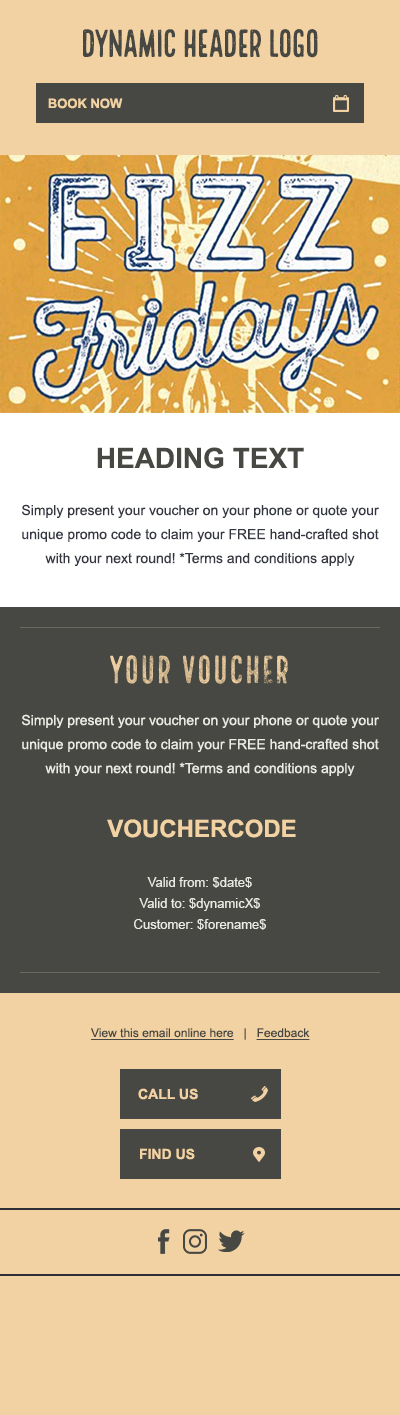 DYNAMIC HEADER LOGO
BOOK NOW
FIZZ
Fridays
HEADING TEXT
Simply present your voucher on your phone or quote your
unique promo code to claim your FREE hand-crafted shot
with your next round! *Terms and conditions apply
YOUR VOUCHER
Simply present your voucher on your phone or quote your
unique promo code to claim your FREE hand-crafted shot
with your next round! *Terms and conditions apply
VOUCHERCODE
Valid from: $date$
Valid to: $dynamicX$
Customer: $forename$
View this email online here | Feedback
CALL US
FIND US